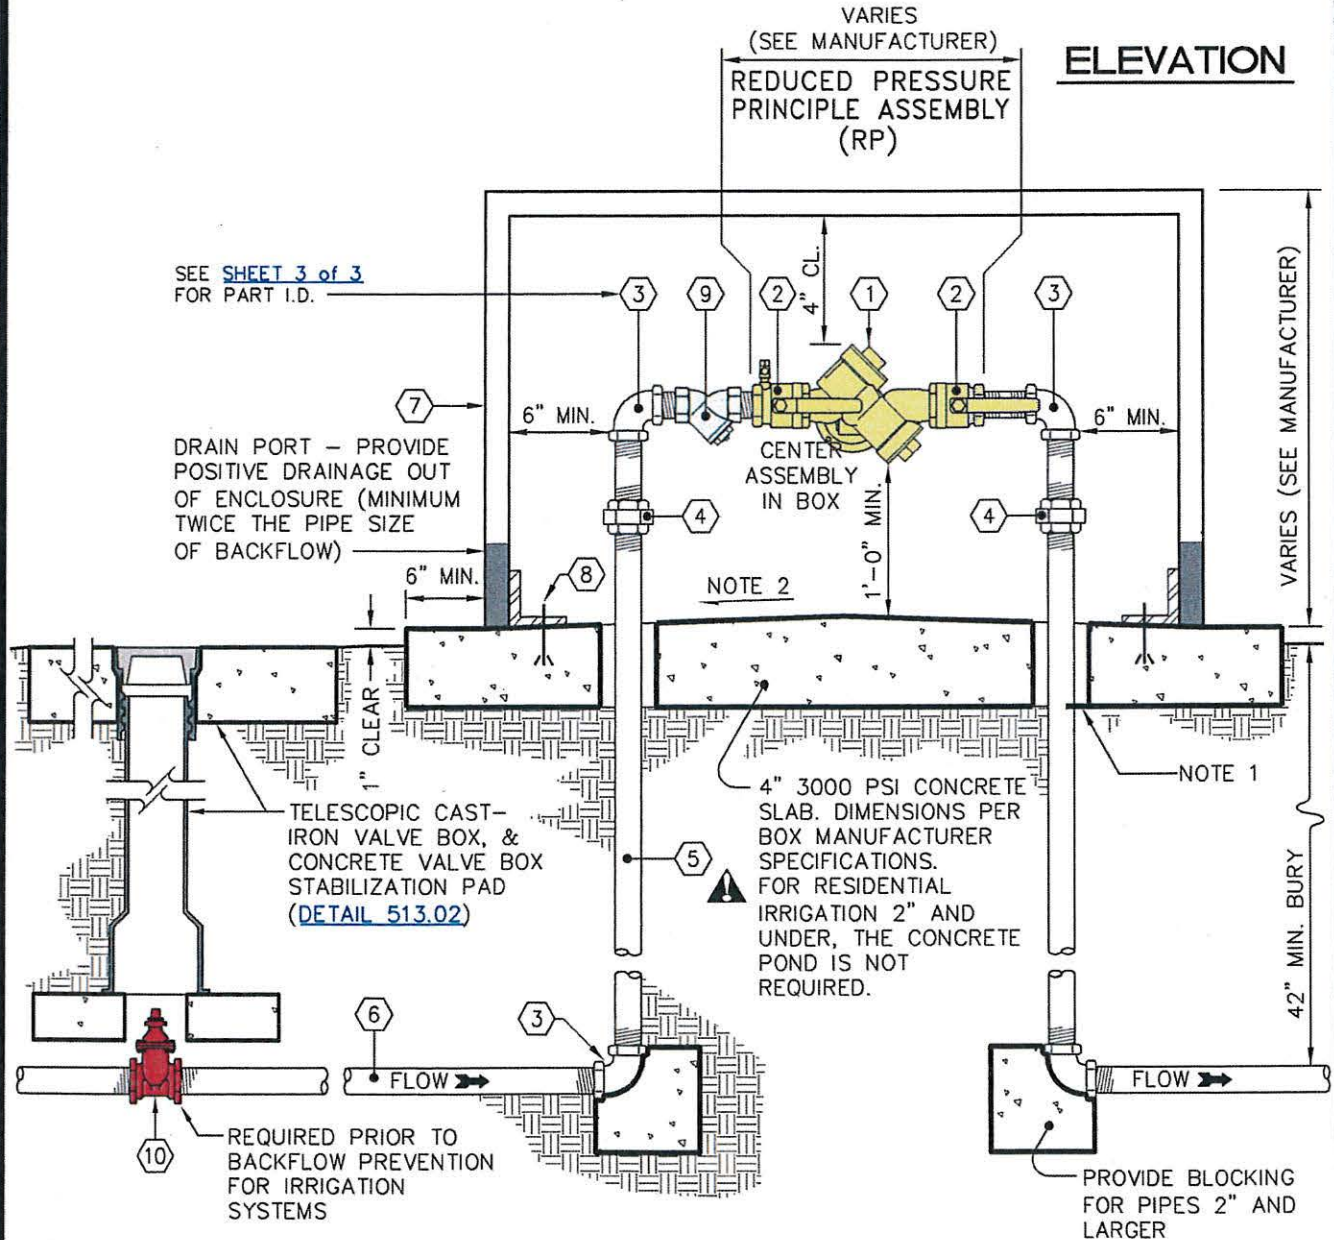 VARIES
(SEE MANUFACTURER)
ELEVATION
REDUCED PRESSURE
PRINCIPLE ASSEMBLY
(RP)
SEE SHEET 3 of 3
FOR PART I.D.
3
9
2
4" CL.
1
2
3
VARIES (SEE MANUFACTURER)
7
6" MIN.
6" MIN.
DRAIN PORT – PROVIDE
POSITIVE DRAINAGE OUT
OF ENCLOSURE (MINIMUM
TWICE THE PIPE SIZE
OF BACKFLOW)
CENTER
ASSEMBLY
IN BOX
4
4
1'-0" MIN.
6" MIN.
8
NOTE 2
1" CLEAR
NOTE 1
TELESCOPIC CAST-
IRON VALVE BOX, &
CONCRETE VALVE BOX
STABILIZATION PAD
(DETAIL 513.02)
5
4" 3000 PSI CONCRETE
SLAB. DIMENSIONS PER
BOX MANUFACTURER
SPECIFICATIONS.
FOR RESIDENTIAL
IRRIGATION 2" AND
UNDER, THE CONCRETE
POND IS NOT
REQUIRED.
!
42" MIN. BURY
6
3
FLOW
FLOW
10
REQUIRED PRIOR TO
BACKFLOW PREVENTION
FOR IRRIGATION
SYSTEMS
PROVIDE BLOCKING
FOR PIPES 2" AND
LARGER